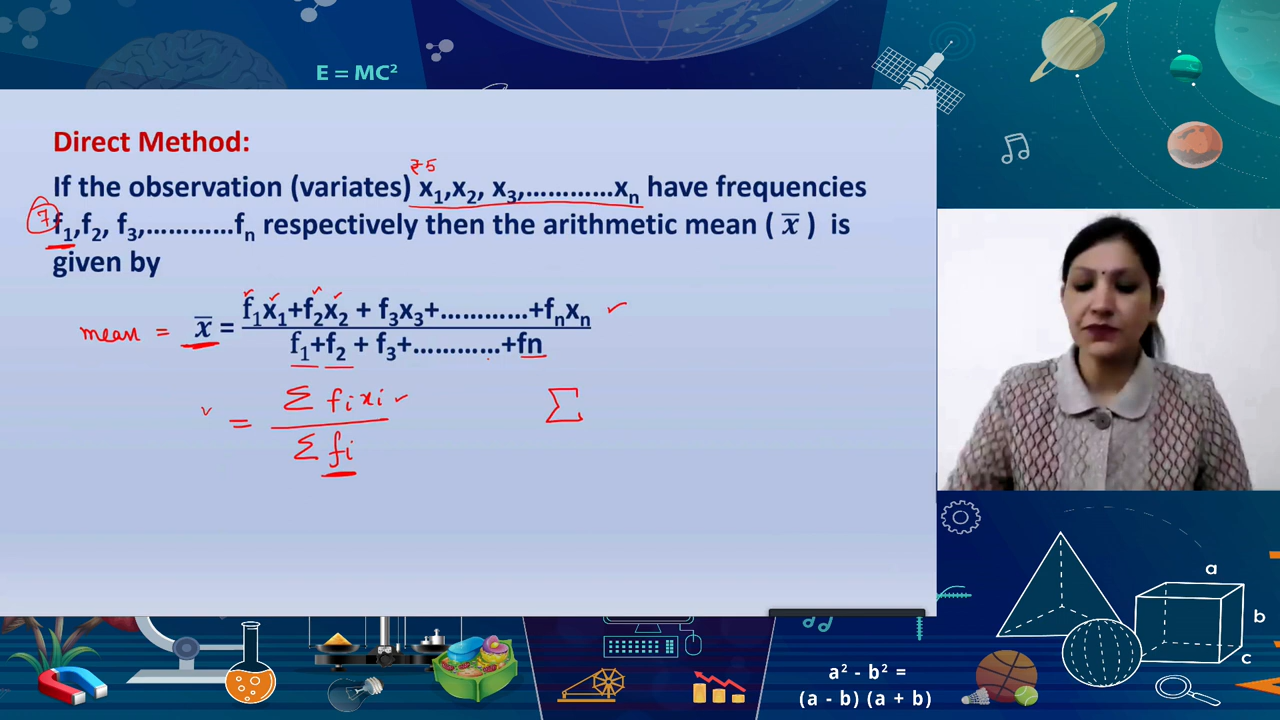 E = MC²
Direct Method:
₹5
If the observation (variates) x₁,x₂, x₃,.............xₙ have frequencies
7
f₁,f₂, f₃,.............fₙ respectively then the arithmetic mean ( x̅ ) is
given by
mean = x̅ = f₁x₁+f₂x₂ + f₃x₃+.............+fₙxₙ
f₁+f₂ + f₃+.............+fn
= Σ fi xi
Σ fi
Σ
a
b
c
a² - b² =
(a - b) (a + b)